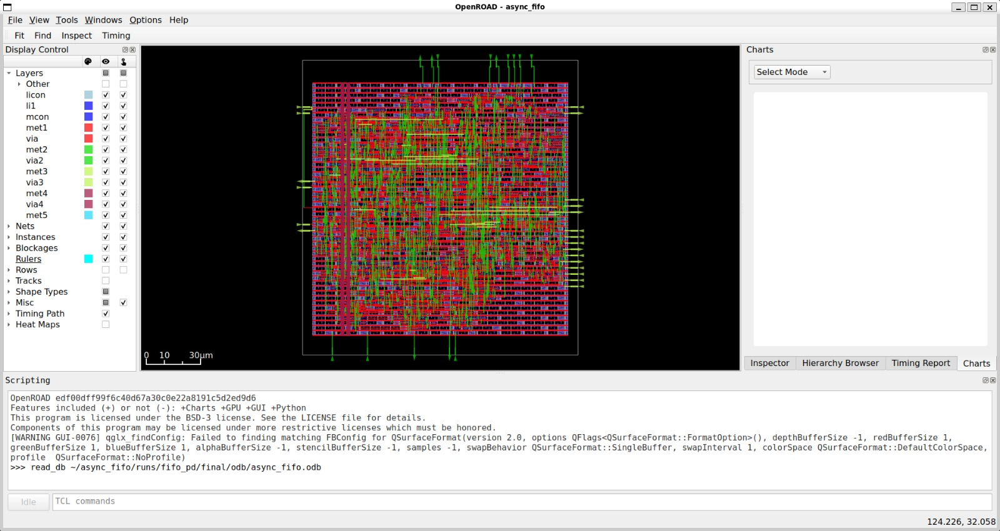 OpenROAD - async_fifo
File View Tools Windows Options Help
Fit Find Inspect Timing
Display Control
Layers
Other
licon
li1
mcon
met1
via
met2
via2
met3
via3
met4
via4
met5
Nets
Instances
Blockages
Rulers
Rows
Tracks
Shape Types
Misc
Timing Path
Heat Maps
0 10 30μm
Charts
Select Mode
Inspector Hierarchy Browser Timing Report Charts
Scripting
OpenROAD edf00dff99f6c40d67a30c0e22a8191c5d2ed9d6
Features included (+) or not (-): +Charts +GPU +GUI +Python
This program is licensed under the BSD-3 license. See the LICENSE file for details.
Components of this program may be licensed under more restrictive licenses which must be honored.
[WARNING GUI-0076] qglx_findConfig: Failed to finding matching FBConfig for QSurfaceFormat(version 2.0, options QFlags<QSurfaceFormat::FormatOption>(), depthBufferSize -1, redBufferSize 1,
greenBufferSize 1, blueBufferSize 1, alphaBufferSize -1, stencilBufferSize -1, samples -1, swapBehavior QSurfaceFormat::SingleBuffer, swapInterval 1, colorSpace QSurfaceFormat::DefaultColorSpace,
profile  QSurfaceFormat::NoProfile)
>>> read_db ~/async_fifo/runs/fifo_pd/final/odb/async_fifo.odb
Idle
TCL commands
124.226, 32.058